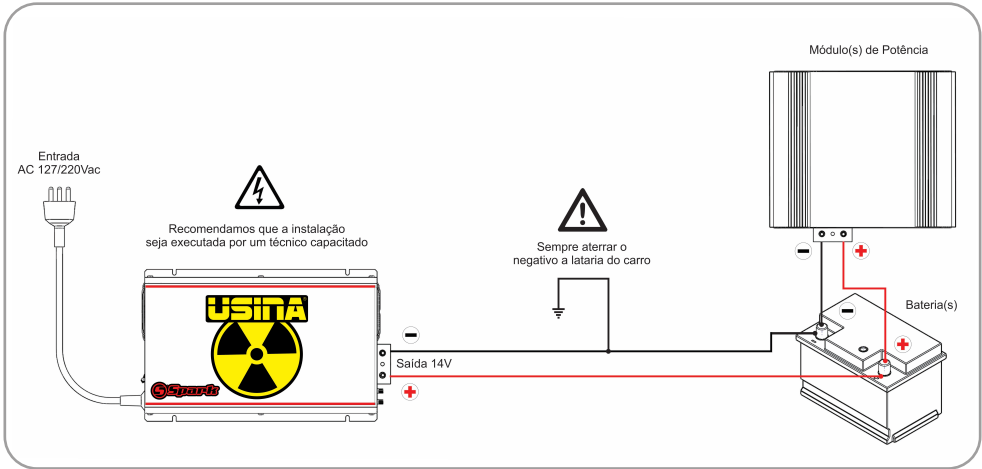 Módulo(s) de Potência
Entrada
AC 127/220Vac
Recomendamos que a instalação
seja executada por um técnico capacitado
Sempre aterrar o
negativo a lataria do carro
Bateria(s)
USINA
Spark
Saída 14V